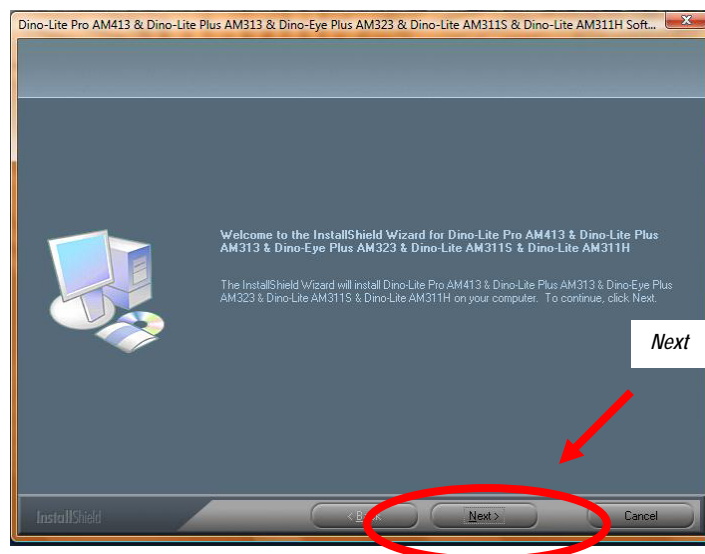 Dino-Lite Pro AM413 & Dino-Lite Plus AM313 & Dino-Eye Plus AM323 & Dino-Lite AM311S & Dino-Lite AM311H Soft...
Welcome to the InstallShield Wizard for Dino-Lite Pro AM413 & Dino-Lite Plus
AM313 & Dino-Eye Plus AM323 & Dino-Lite AM311S & Dino-Lite AM311H
The InstallShield Wizard will install Dino-Lite Pro AM413 & Dino-Lite Plus AM313 & Dino-Eye Plus
AM323 & Dino-Lite AM311S & Dino-Lite AM311H on your computer. To continue, click Next.
Next
InstallShield
Next >
Cancel